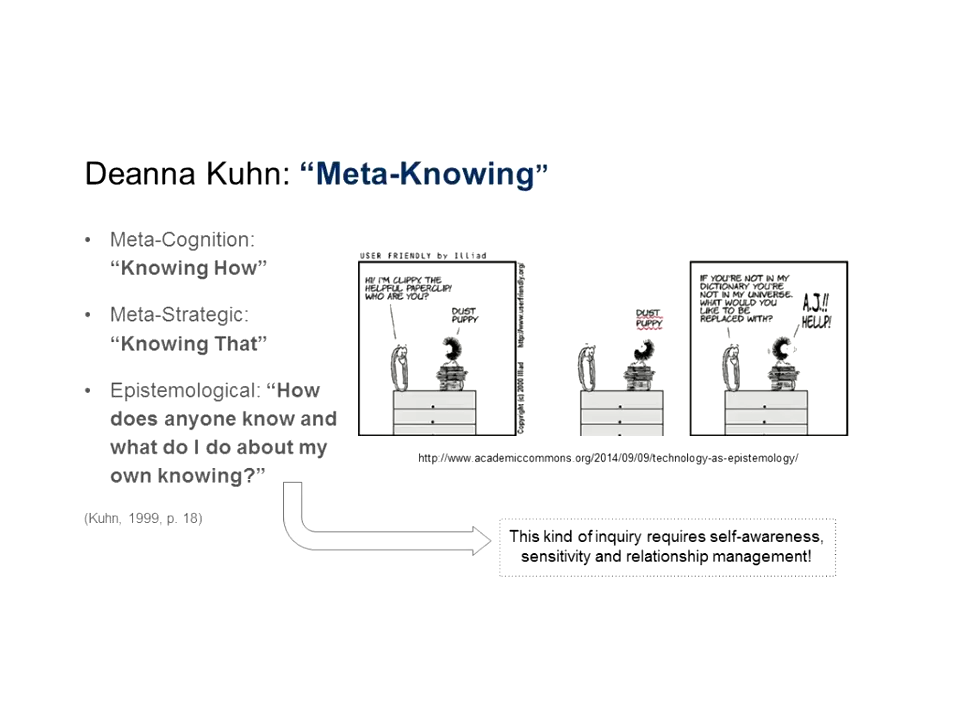 Deanna Kuhn: “Meta-Knowing”
• Meta-Cognition:
“Knowing How”
• Meta-Strategic:
“Knowing That”
• Epistemological: “How
does anyone know and
what do I do about my
own knowing?”
(Kuhn, 1999, p. 18)
USER FRIENDLY by Illiad
HI! I'M CLIPPY, THE
HELPFUL PAPERCLIP!
WHO ARE YOU?
DUST
PUPPY
http://www.userfriendly.org/
Copyright (c) 2000 Illiad
DUST
PUPPY
IF YOU'RE NOT IN MY
DICTIONARY YOU'RE
NOT IN MY UNIVERSE.
WHAT WOULD YOU
LIKE TO BE
REPLACED WITH?
A.J.!!
HELLP!
http://www.academiccommons.org/2014/09/09/technology-as-epistemology/
This kind of inquiry requires self-awareness,
sensitivity and relationship management!